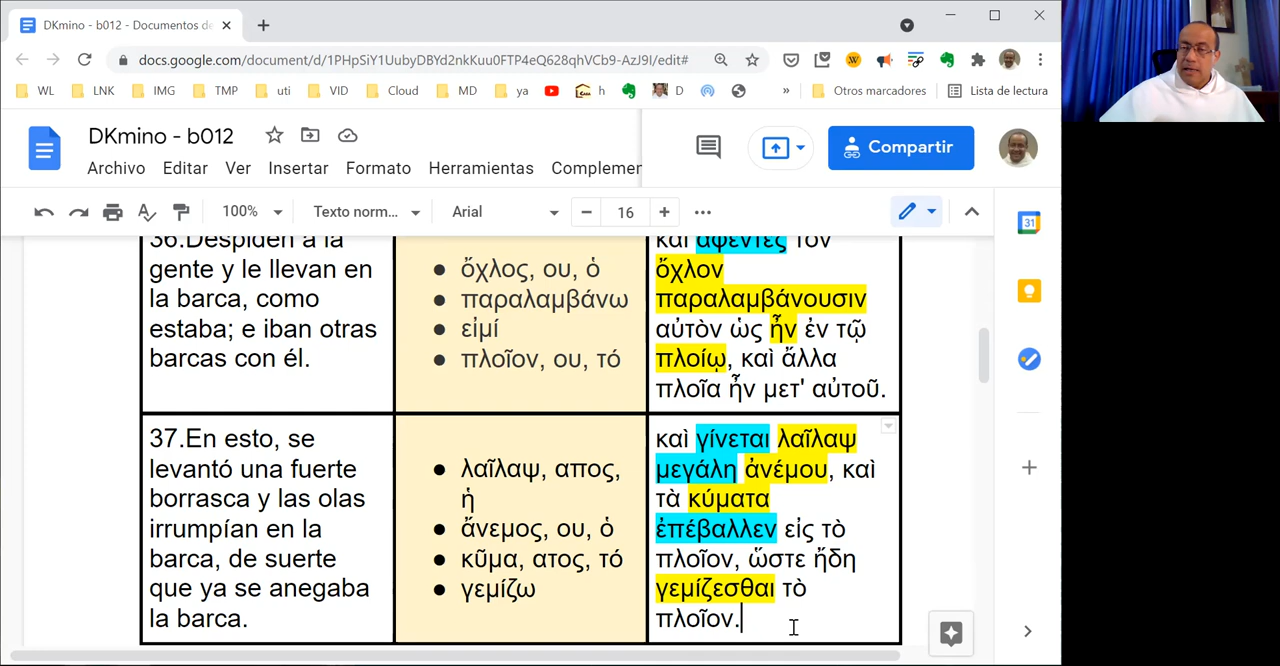 DKmino - b012 - Documentos de
docs.google.com/document/d/1PHpSiY1UubyDBYd2nkKuu0FTP4eQ628qhVCb9-AzJ9I/edit#
WL LNK IMG TMP uti VID Cloud MD ya h D » Otros marcadores Lista de lectura
DKmino - b012
Archivo Editar Ver Insertar Formato Herramientas Complemen
Compartir
100% Texto norm... Arial 16
31
36.Despiden a la
gente y le llevan en
la barca, como
estaba; e iban otras
barcas con él.
● ὄχλος, ου, ὁ
● παραλαμβάνω
● εἰμί
● πλοῖον, ου, τό
καὶ ἀφέντες τὸν
ὄχλον
παραλαμβάνουσιν
αὐτὸν ὡς ἦν ἐν τῷ
πλοίῳ, καὶ ἄλλα
πλοῖα ἦν μετ' αὐτοῦ.
37.En esto, se
levantó una fuerte
borrasca y las olas
irrumpían en la
barca, de suerte
que ya se anegaba
la barca.
● λαῖλαψ, απος,
ἡ
● ἄνεμος, ου, ὁ
● κῦμα, ατος, τό
● γεμίζω
καὶ γίνεται λαῖλαψ
μεγάλη ἀνέμου, καὶ
τὰ κύματα
ἐπέβαλλεν εἰς τὸ
πλοῖον, ὥστε ἤδη
γεμίζεσθαι τὸ
πλοῖον.